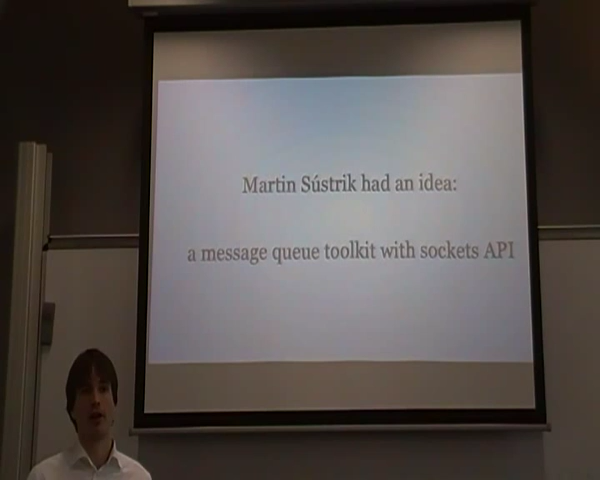 Martin Sústrik had an idea:
a message queue toolkit with sockets API